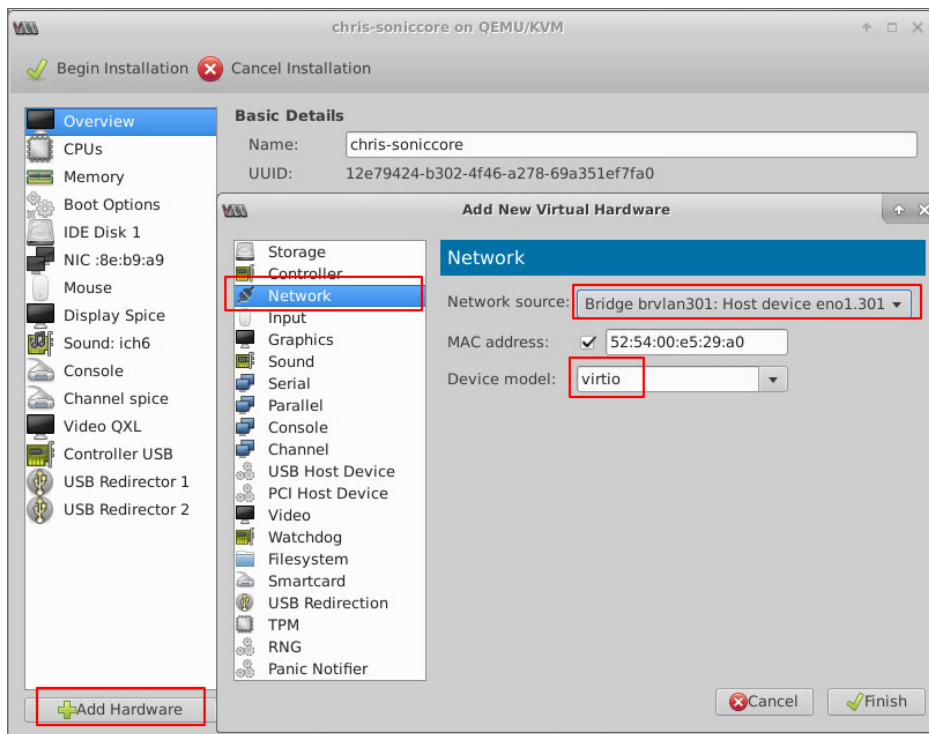 chris-soniccore on QEMU/KVM
Begin Installation Cancel Installation
Overview
CPUs
Memory
Boot Options
IDE Disk 1
NIC :8e:b9:a9
Mouse
Display Spice
Sound: ich6
Console
Channel spice
Video QXL
Controller USB
USB Redirector 1
USB Redirector 2
Add Hardware
Basic Details
Name: chris-soniccore
UUID: 12e79424-b302-4f46-a278-69a351ef7fa0
Add New Virtual Hardware
Storage
Controller
Network
Input
Graphics
Sound
Serial
Parallel
Console
Channel
USB Host Device
PCI Host Device
Video
Watchdog
Filesystem
Smartcard
USB Redirection
TPM
RNG
Panic Notifier
Network
Network source: Bridge brvlan301: Host device eno1.301
MAC address: 52:54:00:e5:29:a0
Device model: virtio
Cancel Finish